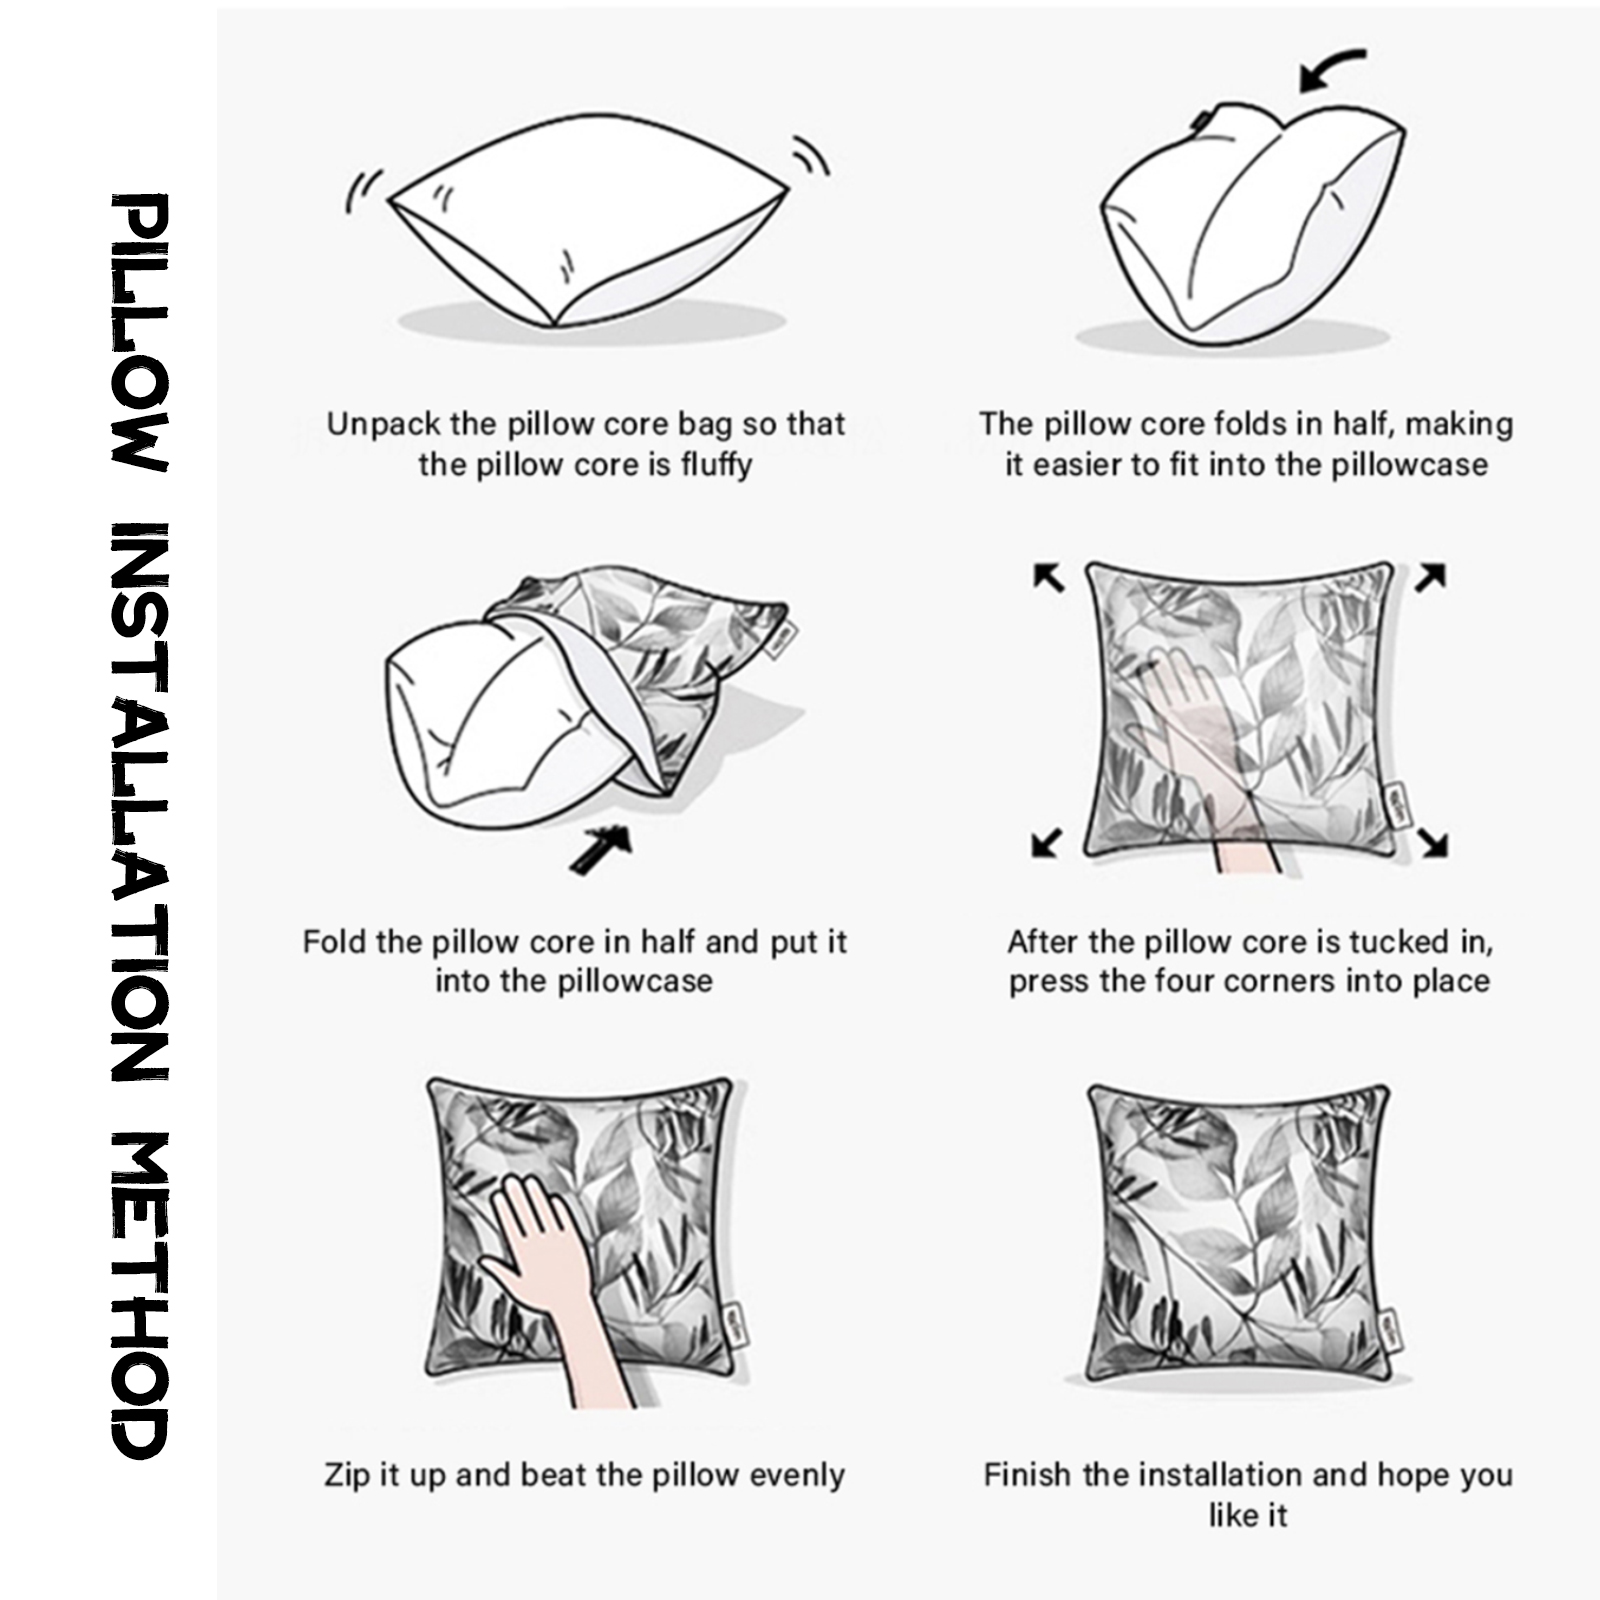 PILLOW INSTALLATION METHOD
Unpack the pillow core bag so that
the pillow core is fluffy
The pillow core folds in half, making
it easier to fit into the pillowcase
Fold the pillow core in half and put it
into the pillowcase
After the pillow core is tucked in,
press the four corners into place
Zip it up and beat the pillow evenly
Finish the installation and hope you
like it